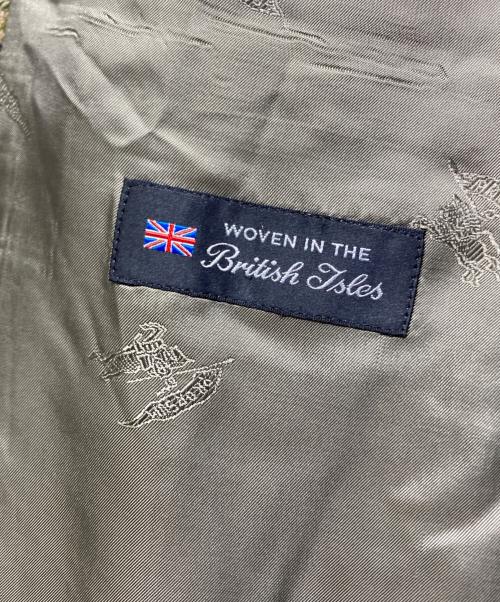 WOVEN IN THE
British Isles